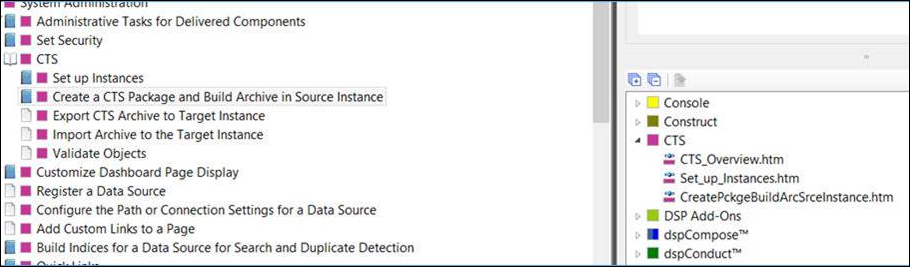 System Administration
Administrative Tasks for Delivered Components
Set Security
CTS
Set up Instances
Create a CTS Package and Build Archive in Source Instance
Export CTS Archive to Target Instance
Import Archive to the Target Instance
Validate Objects
Customize Dashboard Page Display
Register a Data Source
Configure the Path or Connection Settings for a Data Source
Add Custom Links to a Page
Build Indices for a Data Source for Search and Duplicate Detection
Quick Links
Console
Construct
CTS
CTS_Overview.htm
Set_up_Instances.htm
CreatePckgeBuildArcSrceInstance.htm
DSP Add-Ons
dspCompose™
dspConduct™